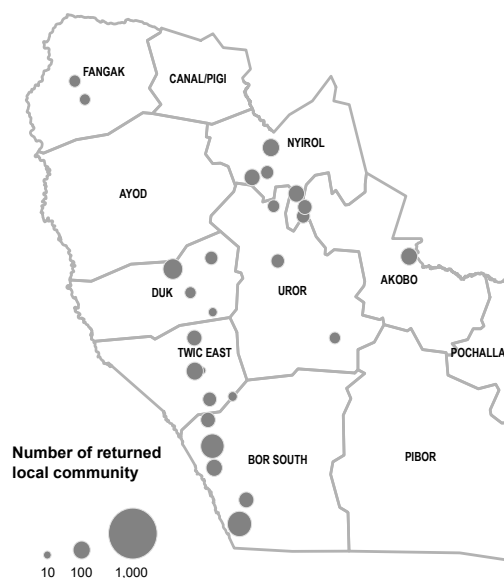 FANGAK
CANAL/PIGI
NYIROL
AYOD
DUK
UROR
AKOBO
TWIC EAST
POCHALLA
BOR SOUTH
PIBOR
Number of returned
local community
10 100 1,000